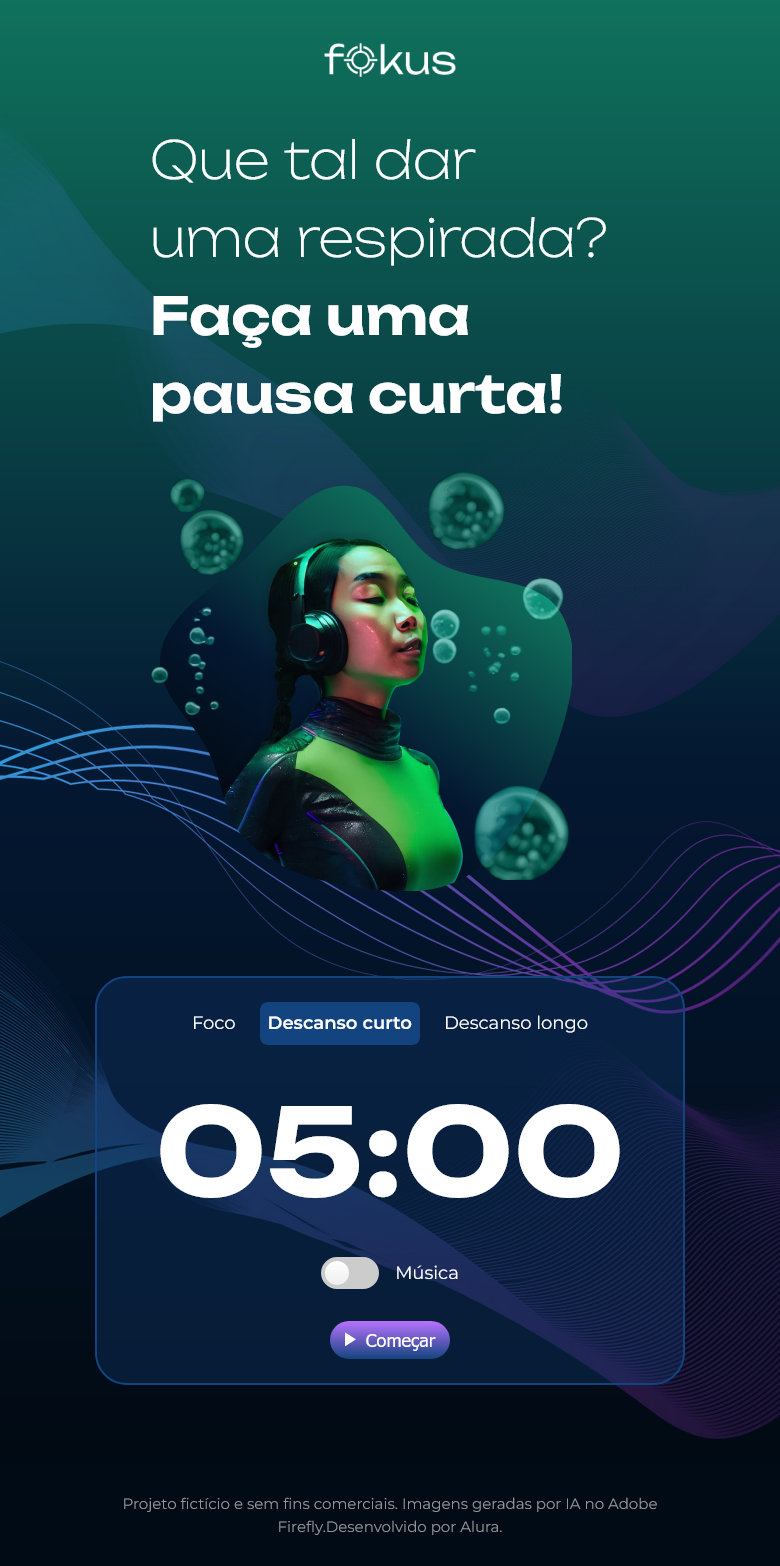 fokus
Que tal dar
uma respirada?
Faça uma
pausa curta!
Foco Descanso curto Descanso longo
05:00
Música
Começar
Projeto fictício e sem fins comerciais. Imagens geradas por IA no Adobe
Firefly.Desenvolvido por Alura.